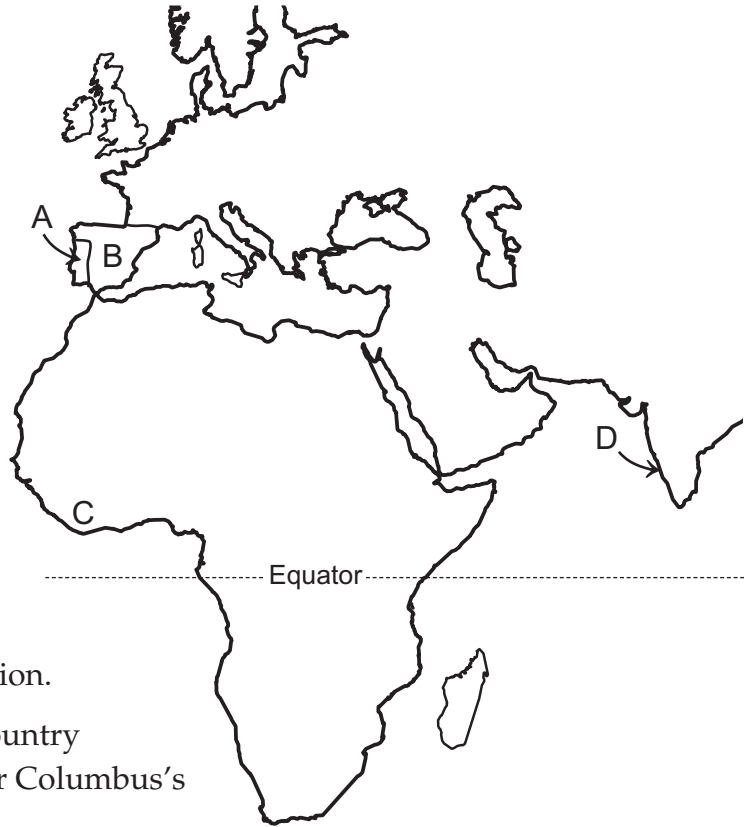 A
B
C
D
Equator
ion.
ountry
r Columbus's